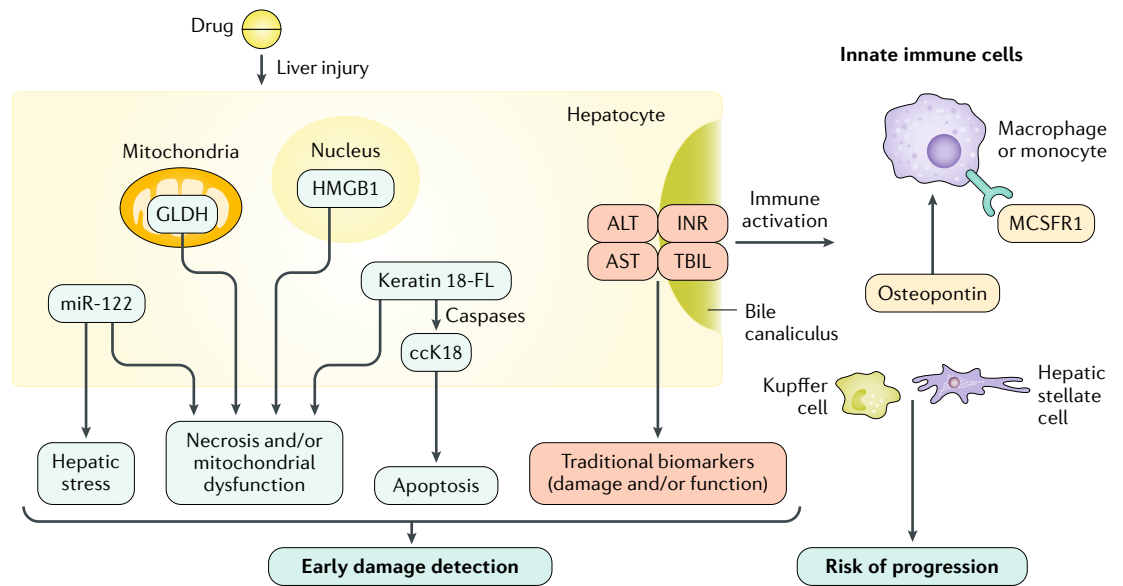 Drug
Liver injury
Innate immune cells
Hepatocyte
Macrophage
or monocyte
Mitochondria
Nucleus
HMGB1
GLDH
ALT
INR
AST
TBIL
Immune
activation
MCSFR1
Keratin 18-FL
miR-122
Caspases
ccK18
Osteopontin
Bile
canaliculus
Kupffer
cell
Hepatic
stellate
cell
Hepatic
stress
Necrosis and/or
mitochondrial
dysfunction
Apoptosis
Traditional biomarkers
(damage and/or function)
Early damage detection
Risk of progression